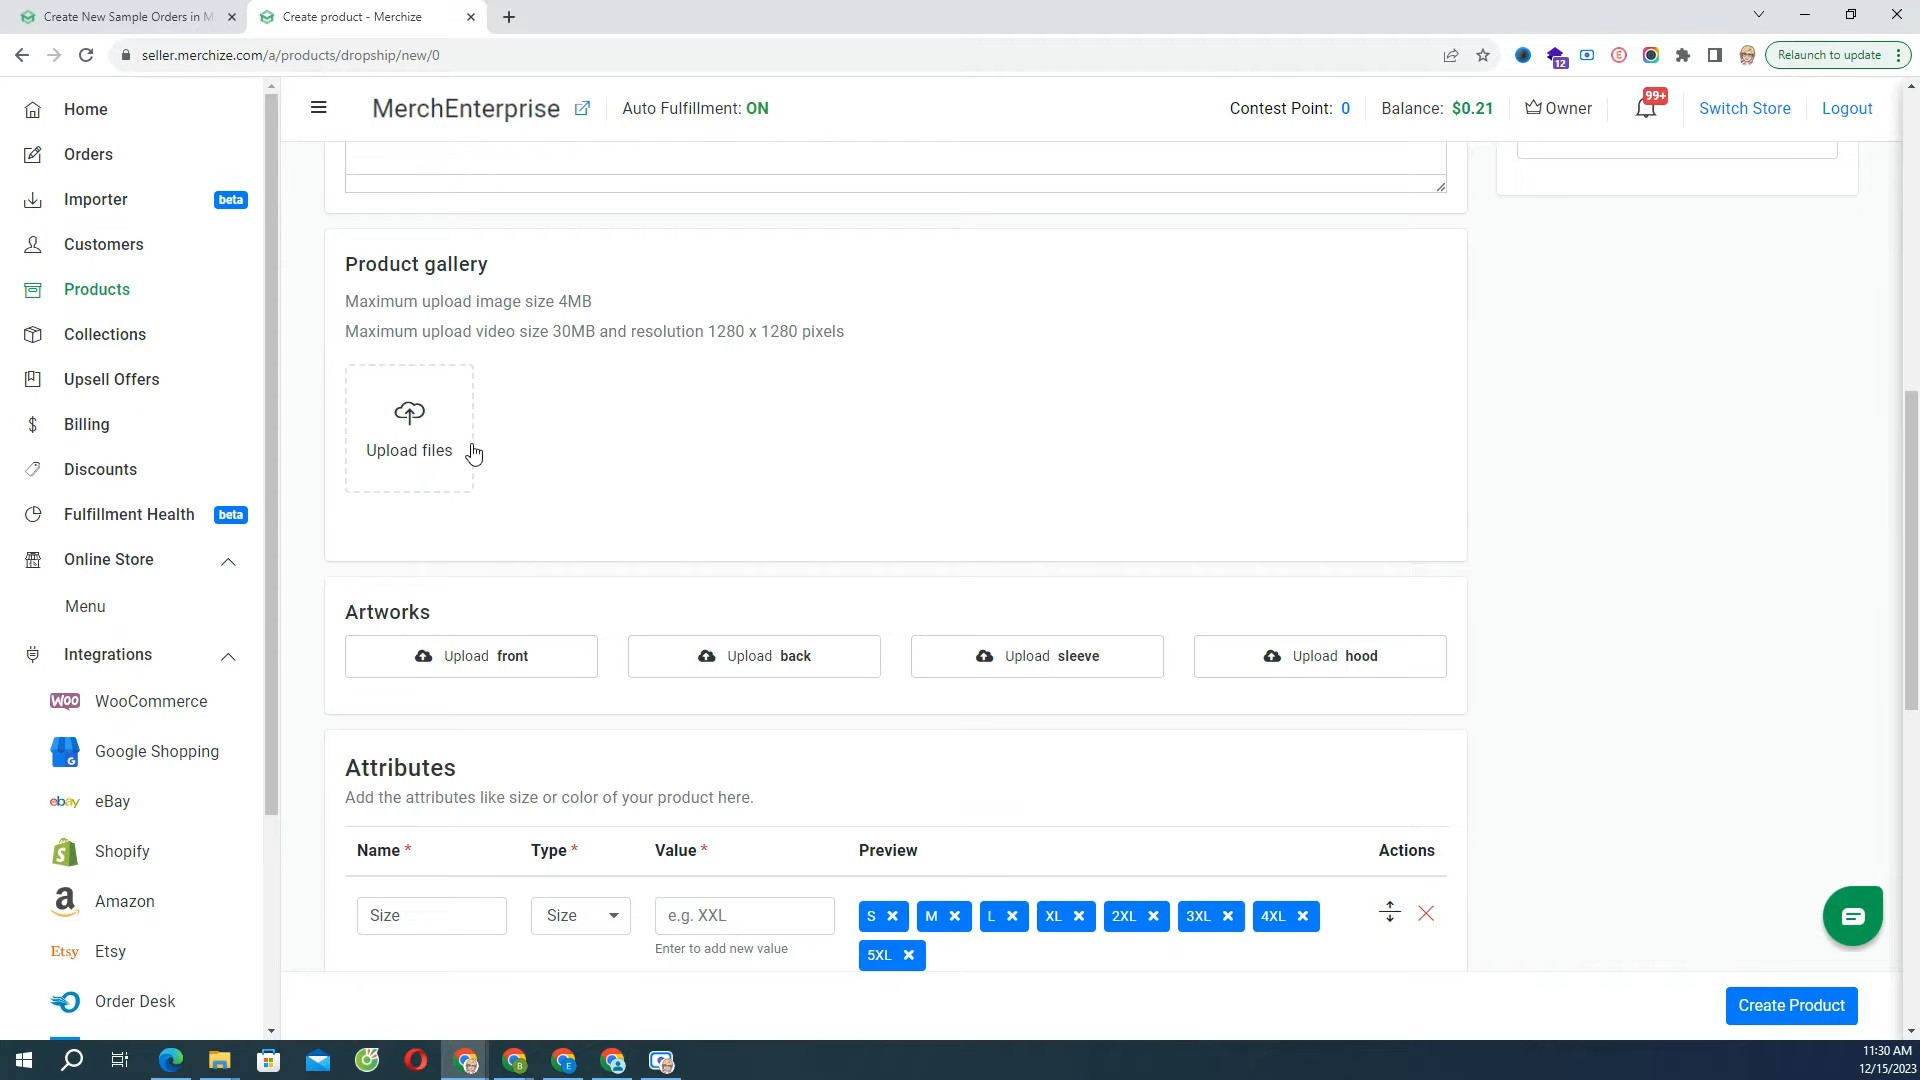 Create New Sample Orders in M
Create product - Merchize
seller.merchize.com/a/products/dropship/new/0
12
Relaunch to update
MerchEnterprise
Auto Fulfillment: ON
Contest Point: 0
Balance: $0.21
Owner
99+
Switch Store
Logout
Home
Orders
Importer beta
Customers
Products
Collections
Upsell Offers
Billing
Discounts
Fulfillment Health beta
Online Store
Menu
Integrations
WOO WooCommerce
Google Shopping
ebay eBay
Shopify
Amazon
Etsy Etsy
Order Desk
Product gallery
Maximum upload image size 4MB
Maximum upload video size 30MB and resolution 1280 x 1280 pixels
Upload files
Artworks
Upload front
Upload back
Upload sleeve
Upload hood
Attributes
Add the attributes like size or color of your product here.
Name * Type * Value * Preview Actions
Size Size e.g. XXL S M L XL 2XL 3XL 4XL
Enter to add new value 5XL
Create Product
11:30 AM
12/15/2023